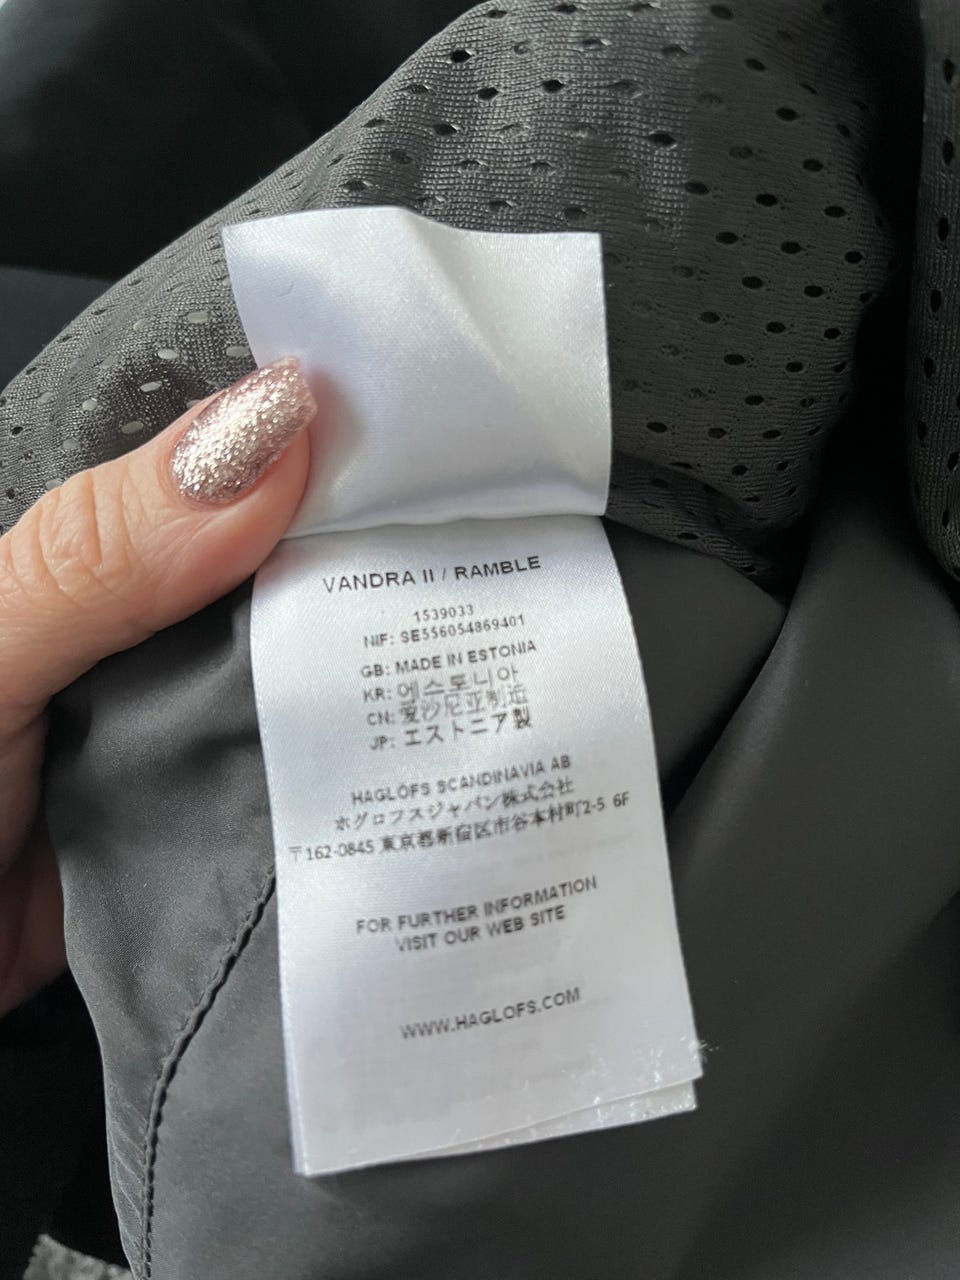 VANDRA II / RAMBLE
1539033
NIF: SE556054869401
GB: MADE IN ESTONIA
KR: 에스토니아
CN: 爱沙尼亚制造
JP: エストニア製
HAGLÖFS SCANDINAVIA AB
ホグロフスジャパン株式会社
〒162-0845 東京都新宿区市谷本村町2-5 6F
FOR FURTHER INFORMATION
VISIT OUR WEB SITE
WWW.HAGLOFS.COM